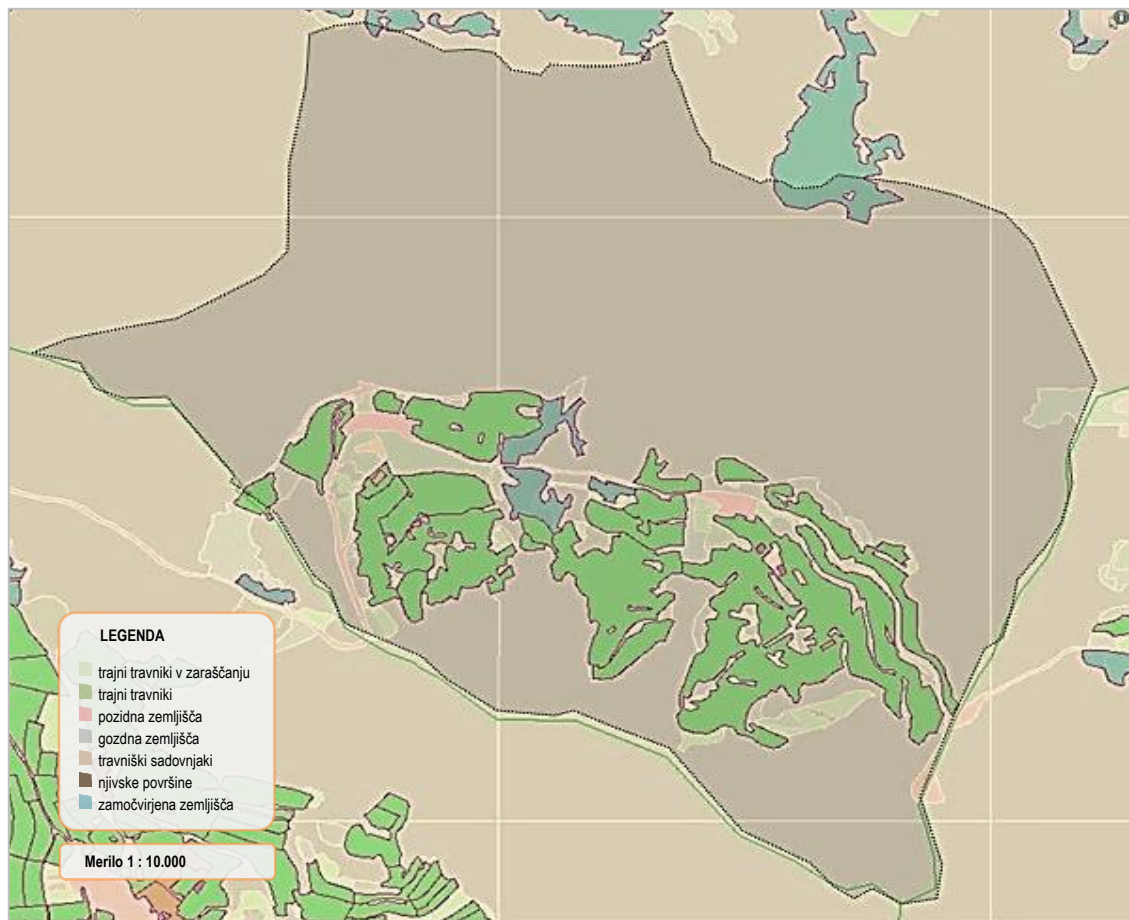 LEGENDA
trajni travniki v zaraščanju
trajni travniki
pozidna zemljišča
gozdna zemljišča
travniški sadovnjaki
njivske površine
zamočvirjena zemljišča
Merilo 1 : 10.000